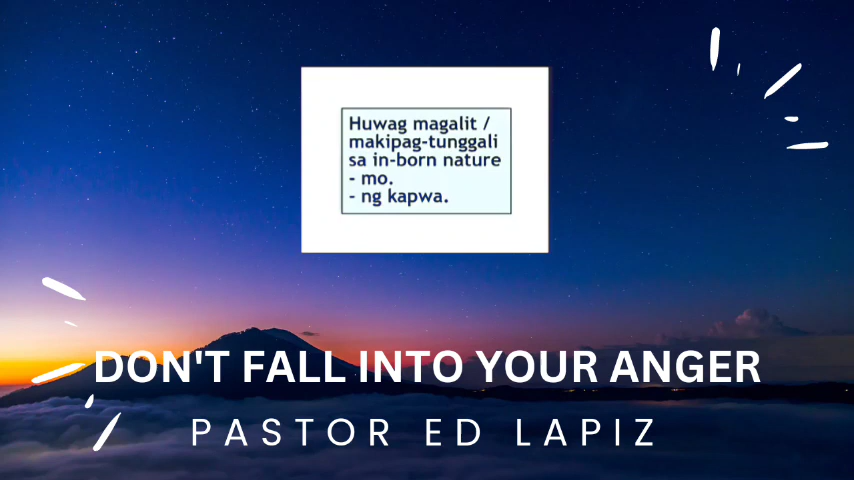 Huwag magalit /
makipag-tunggali
sa in-born nature
- mo.
- ng kapwa.
DON'T FALL INTO YOUR ANGER
PASTOR ED LAPIZ